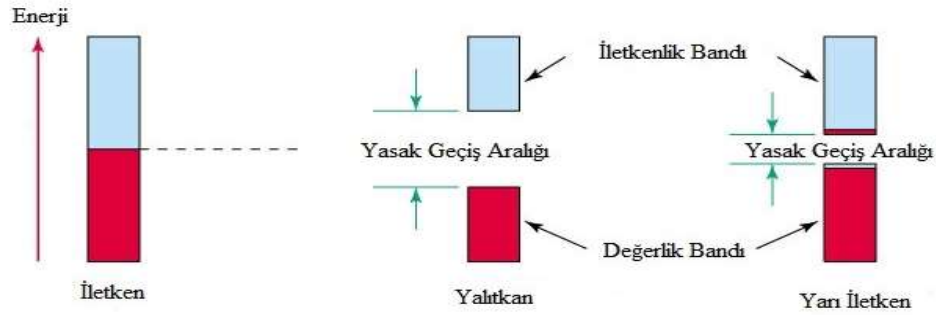 Enerji
İletkenlik Bandı
Yasak Geçiş Aralığı
Yasak Geçiş Aralığı
Değerlik Bandı
İletken
Yalıtkan
Yarı İletken